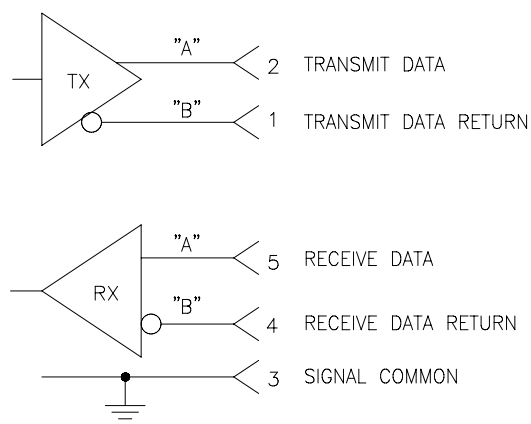 "A"
TX 2 TRANSMIT DATA
"B"
1 TRANSMIT DATA RETURN
"A"
5 RECEIVE DATA
RX
"B"
4 RECEIVE DATA RETURN
3 SIGNAL COMMON